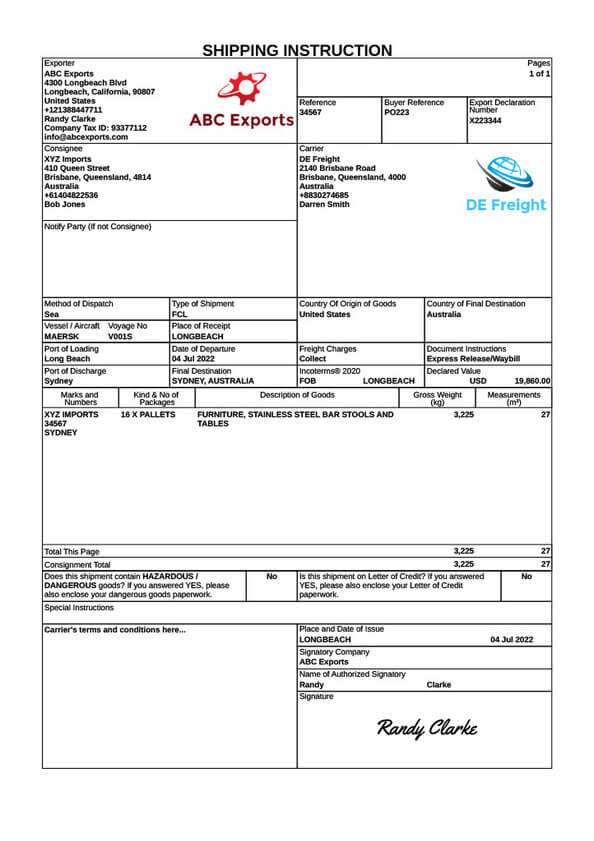 SHIPPING INSTRUCTION
Exporter
ABC Exports
4300 Longbeach Blvd
Longbeach, California, 90807
United States
+121388447711
Randy Clarke
Company Tax ID: 93377112
info@abcexports.com
ABC Exports
Pages
1 of 1
Reference
34567
Buyer Reference
PO223
Export Declaration
Number
X223344
Consignee
XYZ Imports
410 Queen Street
Brisbane, Queensland, 4814
Australia
+61404822536
Bob Jones
Carrier
DE Freight
2140 Brisbane Road
Brisbane, Queensland, 4000
Australia
+8830274685
Darren Smith
DE Freight
Notify Party (If not Consignee)
Method of Dispatch
Sea
Type of Shipment
FCL
Country Of Origin of Goods
United States
Country of Final Destination
Australia
Vessel / Aircraft Voyage No
MAERSK V001S
Place of Receipt
LONGBEACH
Port of Loading
Long Beach
Date of Departure
04 Jul 2022
Freight Charges
Collect
Document Instructions
Express Release/Waybill
Port of Discharge
Sydney
Final Destination
SYDNEY, AUSTRALIA
Incoterms® 2020
FOB LONGBEACH
Declared Value
USD 19,860.00
Marks and
Numbers
Kind & No of
Packages
Description of Goods
Gross Weight
(kg)
Measurements
(m³)
XYZ IMPORTS
34567
SYDNEY
16 X PALLETS
FURNITURE, STAINLESS STEEL BAR STOOLS AND
TABLES
3,225
27
Total This Page 3,225 27
Consignment Total 3,225 27
Does this shipment contain HAZARDOUS /
DANGEROUS goods? If you answered YES, please
also enclose your dangerous goods paperwork.
No
Is this shipment on Letter of Credit? If you answered
YES, please also enclose your Letter of Credit
paperwork.
No
Special Instructions
Carrier's terms and conditions here...
Place and Date of Issue
LONGBEACH 04 Jul 2022
Signatory Company
ABC Exports
Name of Authorized Signatory
Randy Clarke
Signature
Randy Clarke